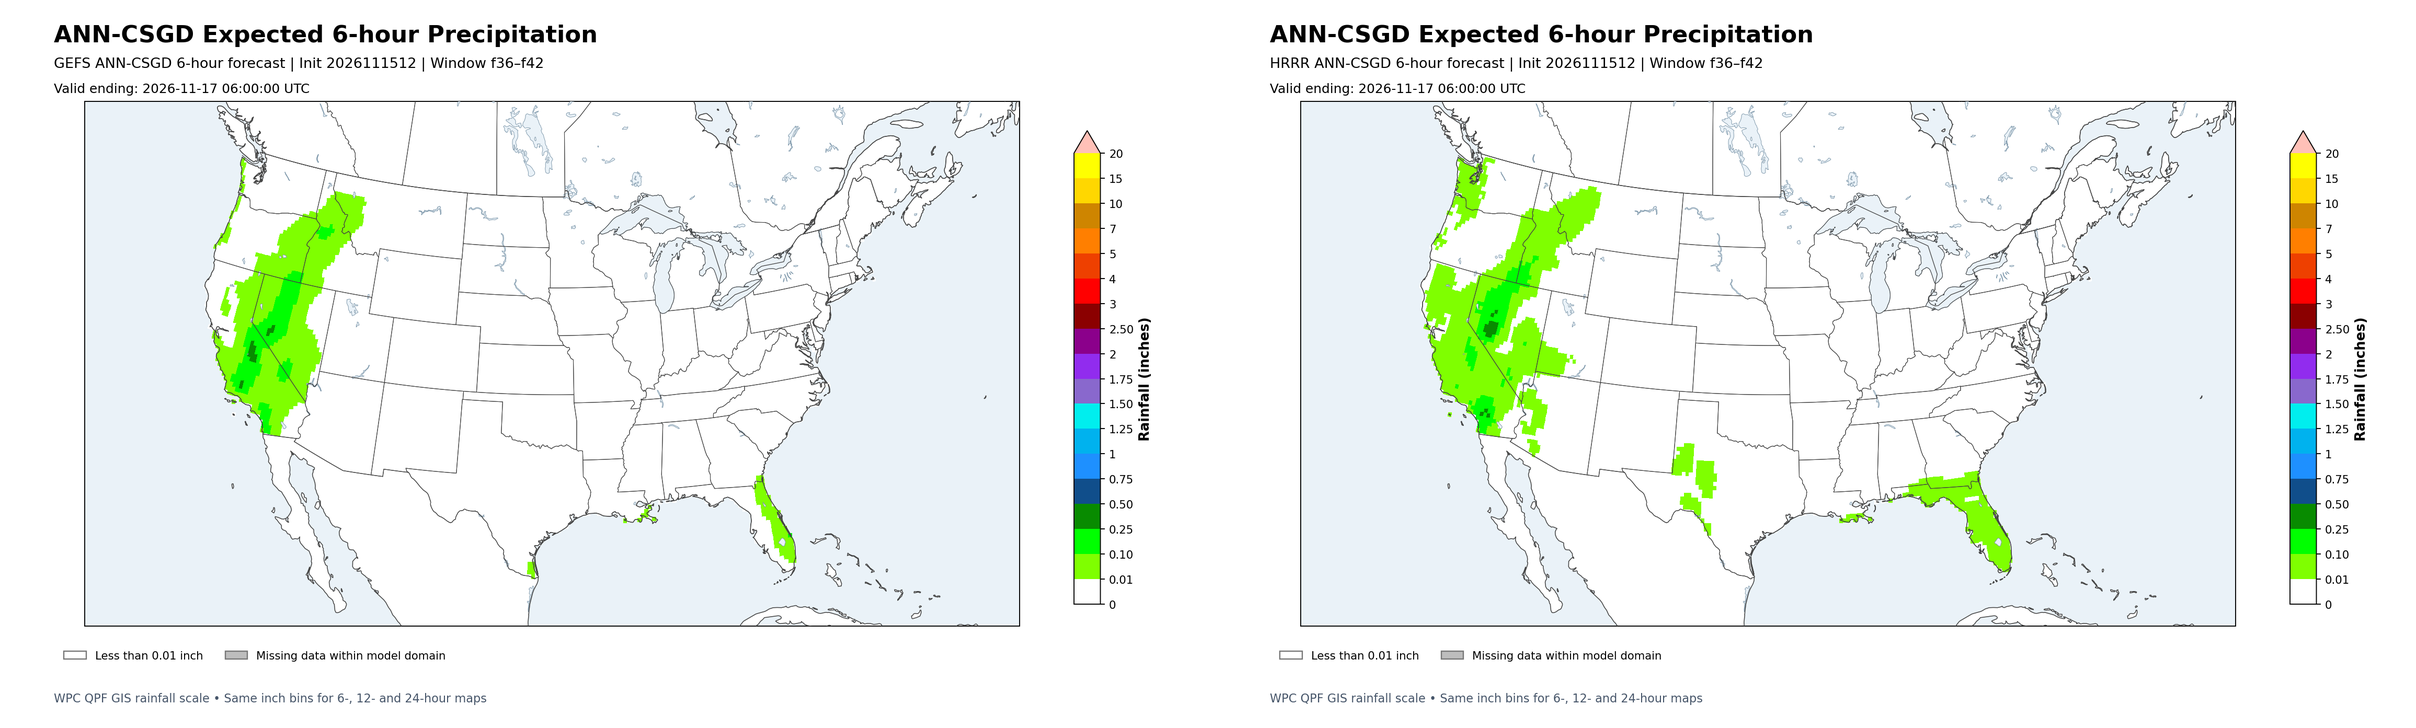 ANN-CSGD Expected 6-hour Precipitation
GEFS ANN-CSGD 6-hour forecast | Init 2026111512 | Window f36–f42
Valid ending: 2026-11-17 06:00:00 UTC
20
15
10
7
5
4
3
2.50
2
1.75
1.50
1.25
1
0.75
0.50
0.25
0.10
0.01
0
Rainfall (inches)
Less than 0.01 inch
Missing data within model domain
WPC QPF GIS rainfall scale • Same inch bins for 6-, 12- and 24-hour maps
ANN-CSGD Expected 6-hour Precipitation
HRRR ANN-CSGD 6-hour forecast | Init 2026111512 | Window f36–f42
Valid ending: 2026-11-17 06:00:00 UTC
20
15
10
7
5
4
3
2.50
2
1.75
1.50
1.25
1
0.75
0.50
0.25
0.10
0.01
0
Rainfall (inches)
Less than 0.01 inch
Missing data within model domain
WPC QPF GIS rainfall scale • Same inch bins for 6-, 12- and 24-hour maps